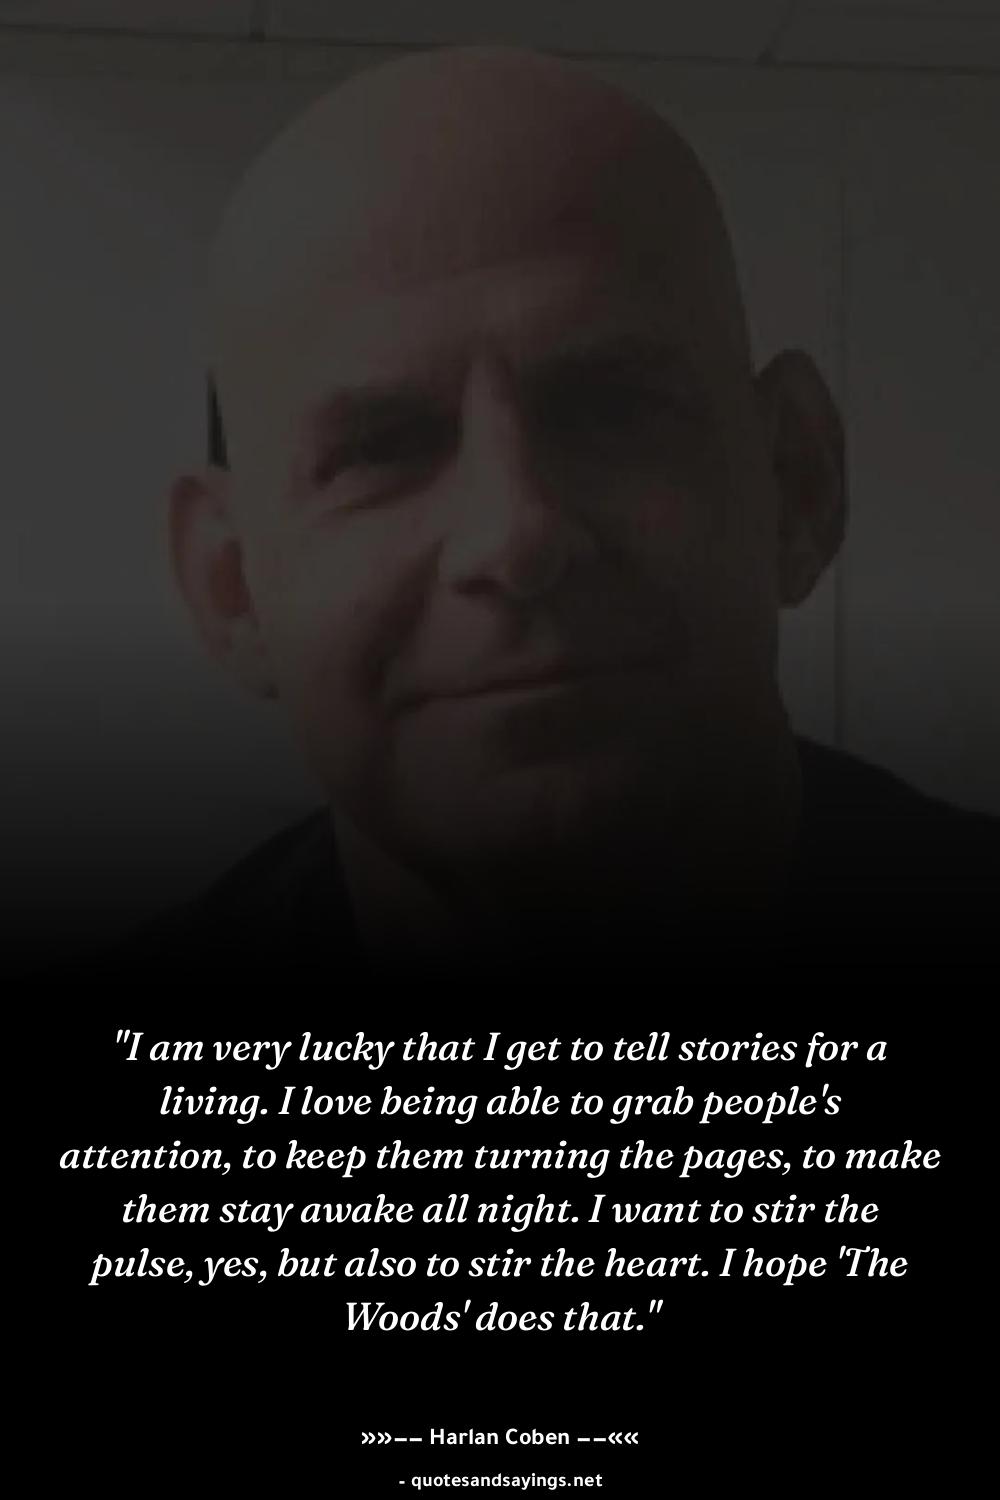 "I am very lucky that I get to tell stories for a
living. I love being able to grab people's
attention, to keep them turning the pages, to make
them stay awake all night. I want to stir the
pulse, yes, but also to stir the heart. I hope 'The
Woods' does that."
»»−− Harlan Coben −−««
- quotesandsayings.net